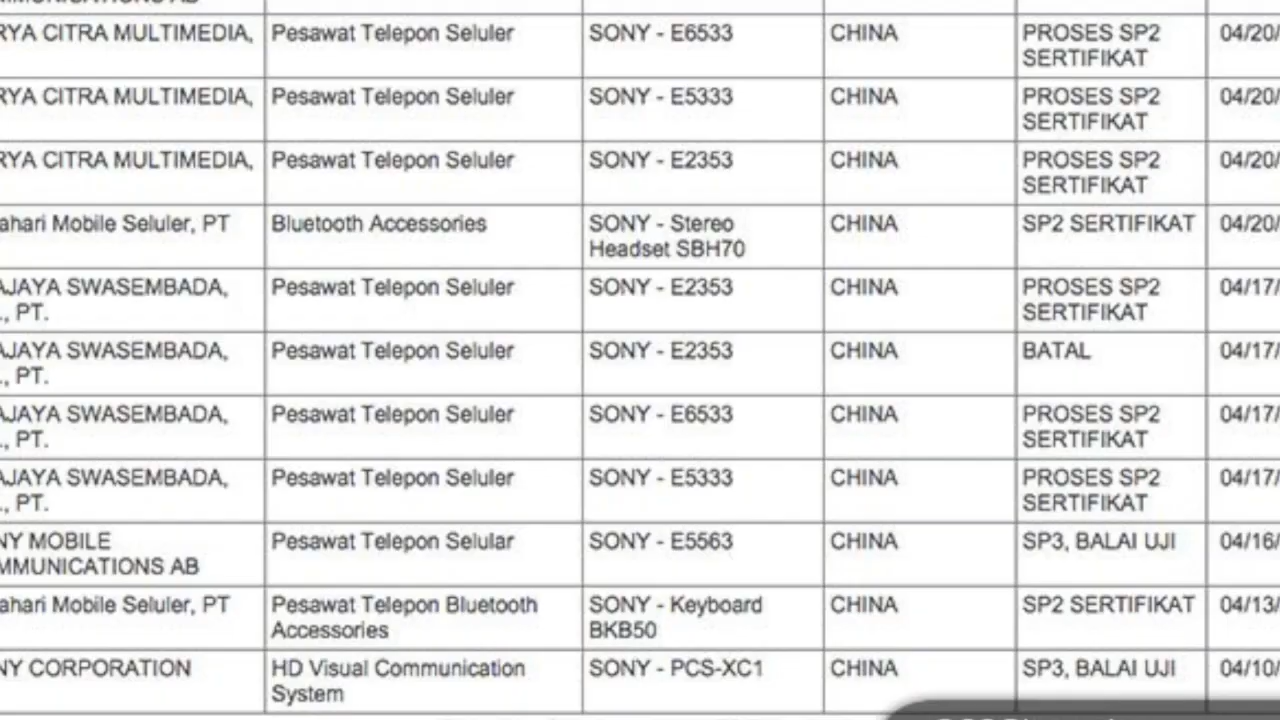 RYA CITRA MULTIMEDIA, Pesawat Telepon Seluler SONY - E6533 CHINA PROSES SP2 04/20/
SERTIFIKAT
RYA CITRA MULTIMEDIA, Pesawat Telepon Seluler SONY - E5333 CHINA PROSES SP2 04/20/
SERTIFIKAT
RYA CITRA MULTIMEDIA, Pesawat Telepon Seluler SONY - E2353 CHINA PROSES SP2 04/20/
SERTIFIKAT
ahari Mobile Seluler, PT Bluetooth Accessories SONY - Stereo CHINA SP2 SERTIFIKAT 04/20/
Headset SBH70
AJAYA SWASEMBADA, Pesawat Telepon Seluler SONY - E2353 CHINA PROSES SP2 04/17/
., PT. SERTIFIKAT
AJAYA SWASEMBADA, Pesawat Telepon Seluler SONY - E2353 CHINA BATAL 04/17/
., PT.
AJAYA SWASEMBADA, Pesawat Telepon Seluler SONY - E6533 CHINA PROSES SP2 04/17/
., PT. SERTIFIKAT
AJAYA SWASEMBADA, Pesawat Telepon Seluler SONY - E5333 CHINA PROSES SP2 04/17/
., PT. SERTIFIKAT
NY MOBILE Pesawat Telepon Selular SONY - E5563 CHINA SP3, BALAI UJI 04/16/
MMUNICATIONS AB
ahari Mobile Seluler, PT Pesawat Telepon Bluetooth SONY - Keyboard CHINA SP2 SERTIFIKAT 04/13/
Accessories BKB50
NY CORPORATION HD Visual Communication SONY - PCS-XC1 CHINA SP3, BALAI UJI 04/10/
System